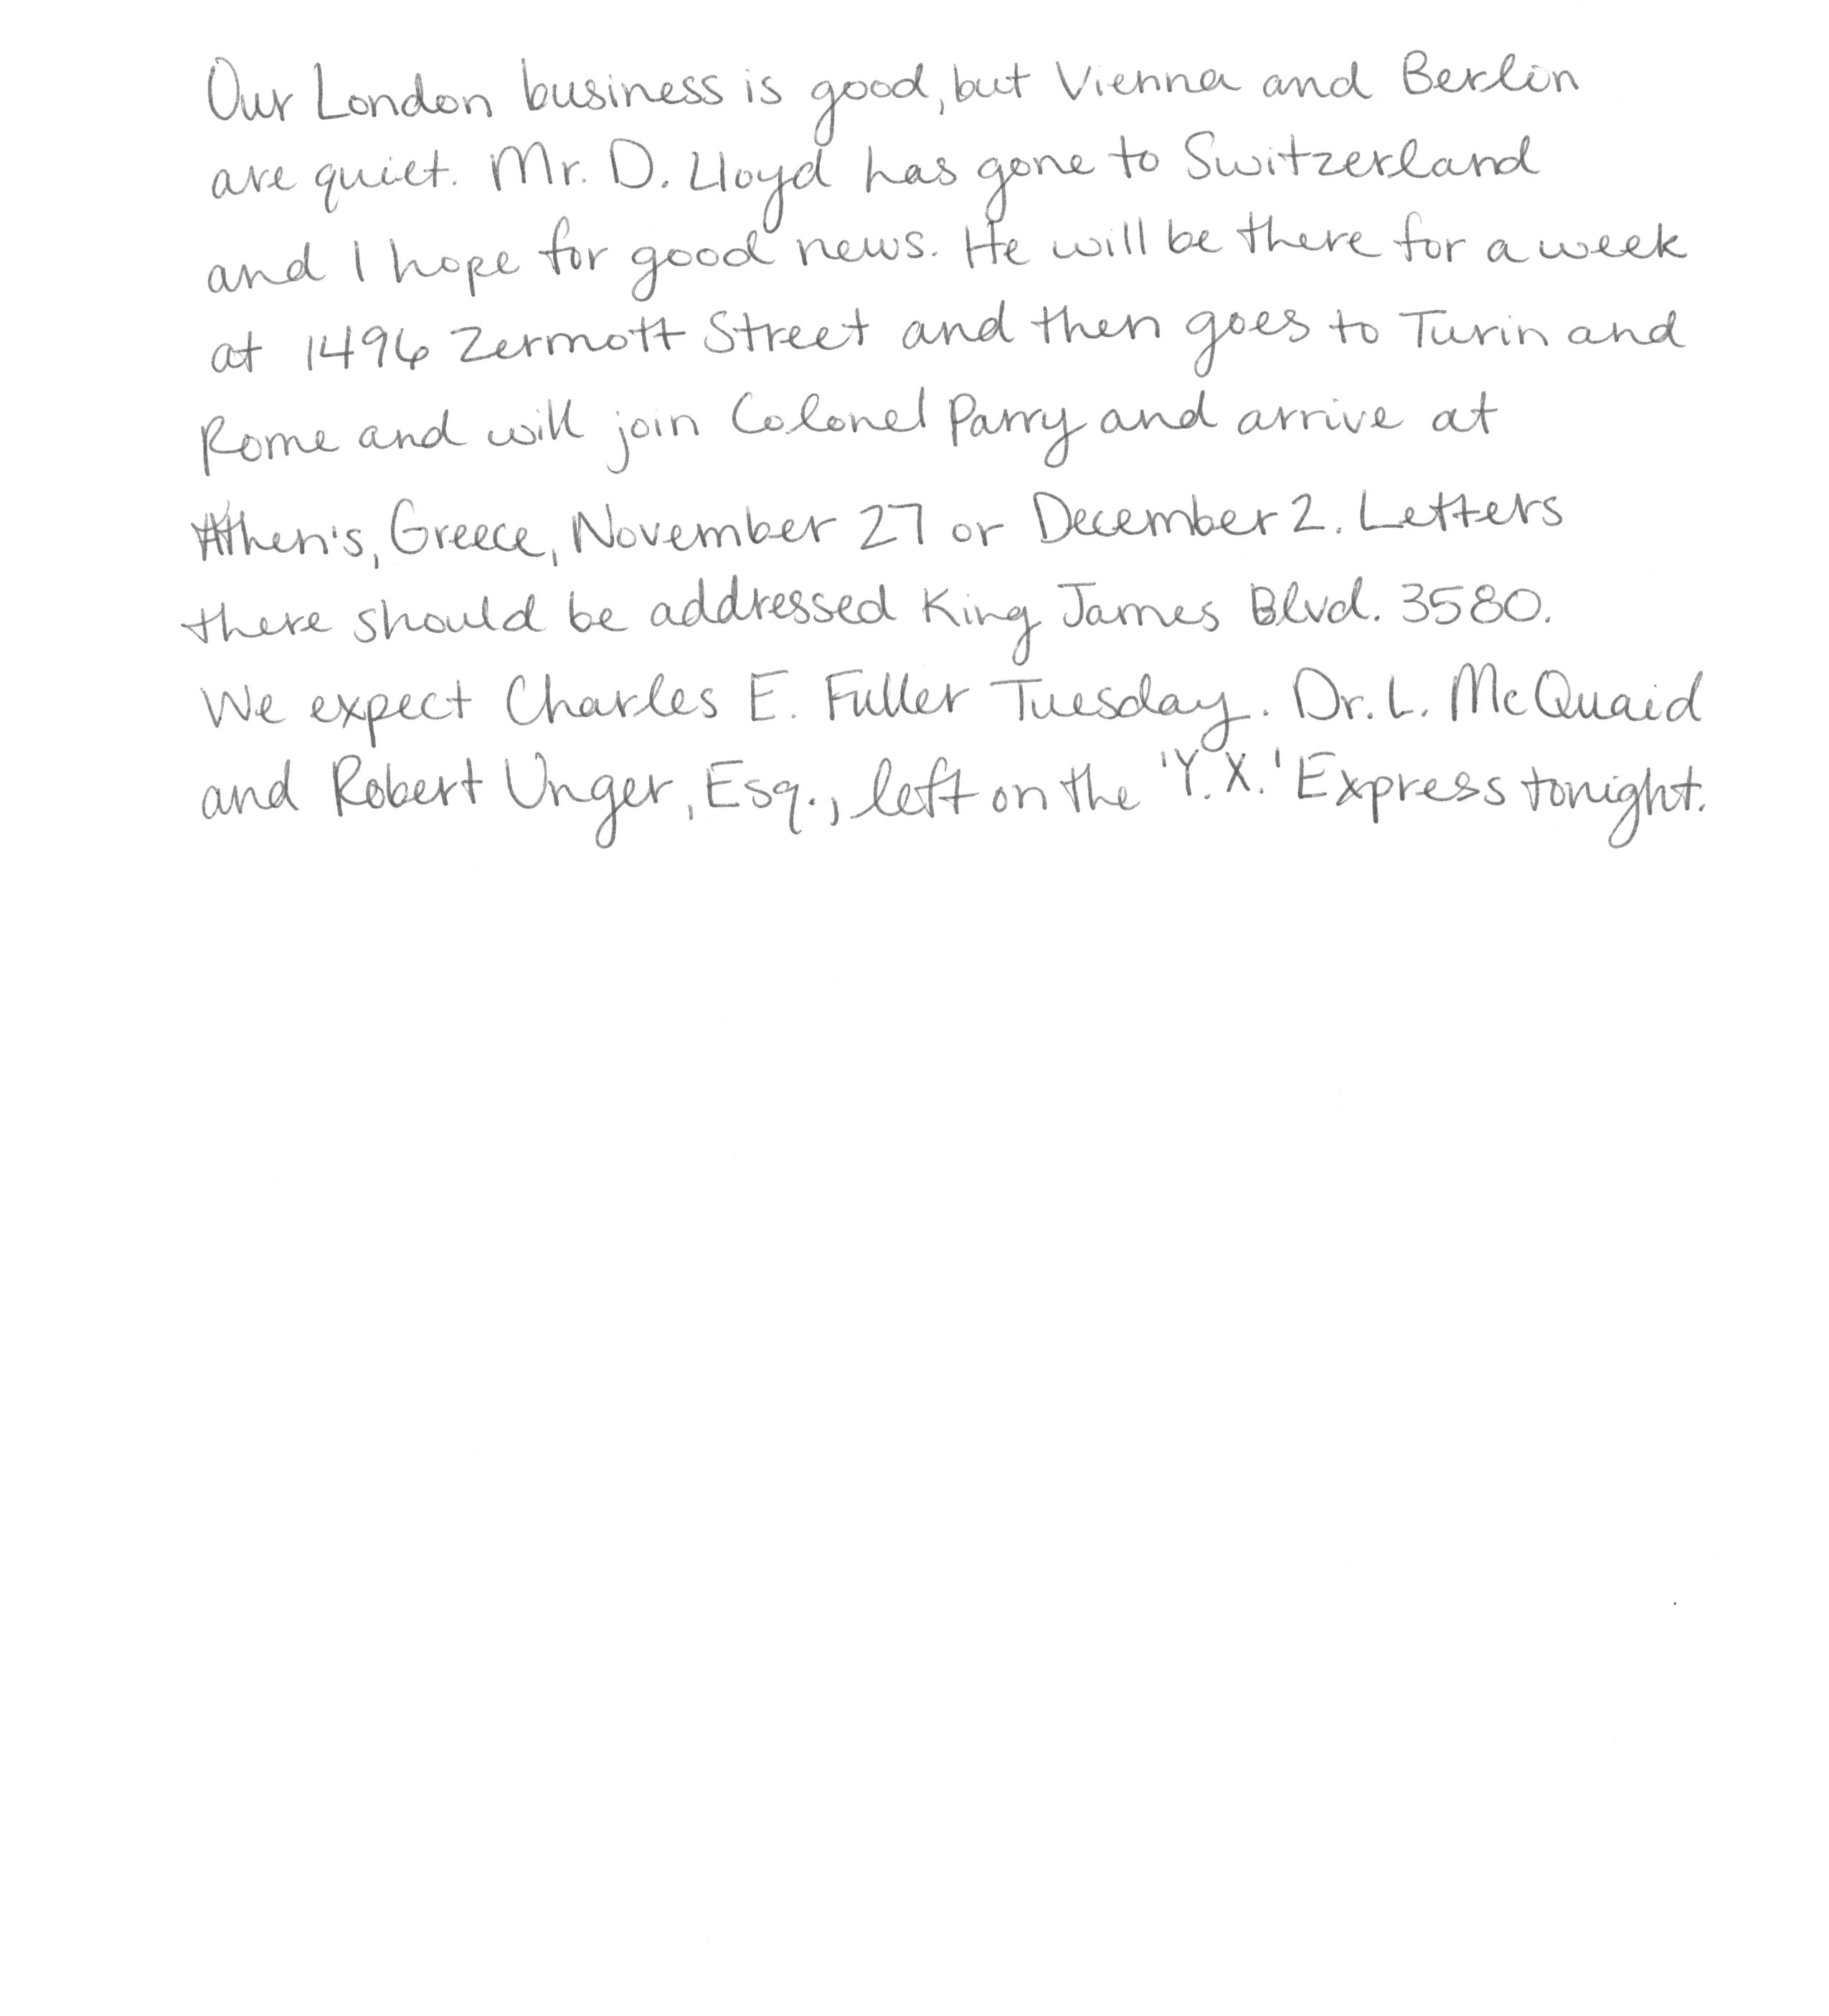 Our London business is good, but Vienna and Berlin
are quiet. Mr. D. Lloyd has gone to Switzerland
and I hope for good news. He will be there for a week
at 1496 Zermott Street and then goes to Turin and
Rome and will join Colonel Parry and arrive at
Athen's, Greece, November 27 or December 2. Letters
there should be addressed King James Blvd. 3580.
We expect Charles E. Fuller Tuesday. Dr. L. McQuaid
and Robert Unger, Esq., left on the 'Y.X.' Express tonight.